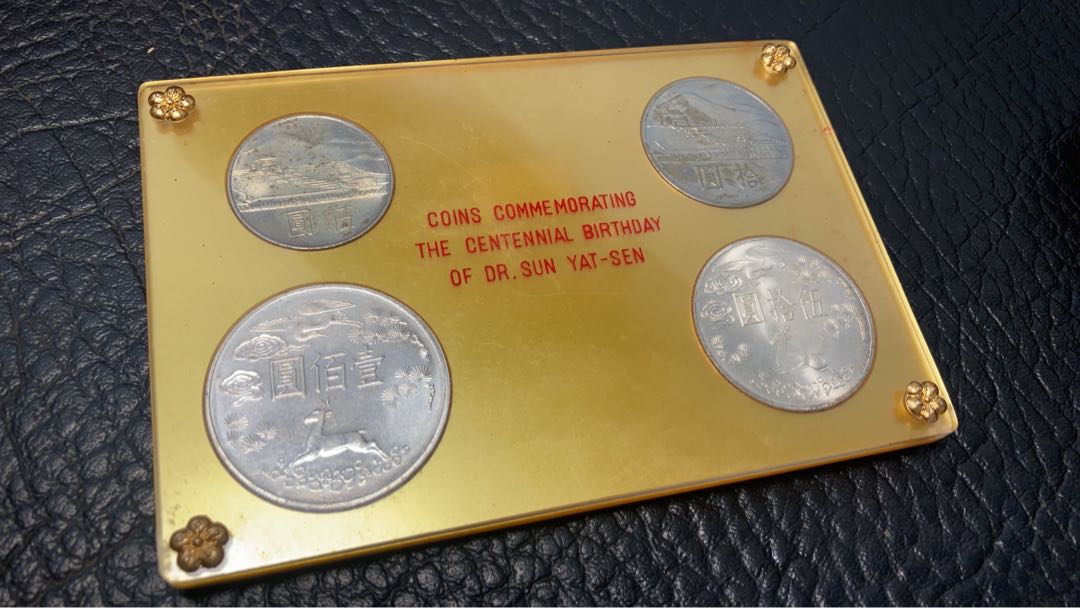 圓伍
圓拾
COINS COMMEMORATING
THE CENTENNIAL BIRTHDAY
OF DR. SUN YAT-SEN
圓佰壹
圓拾伍